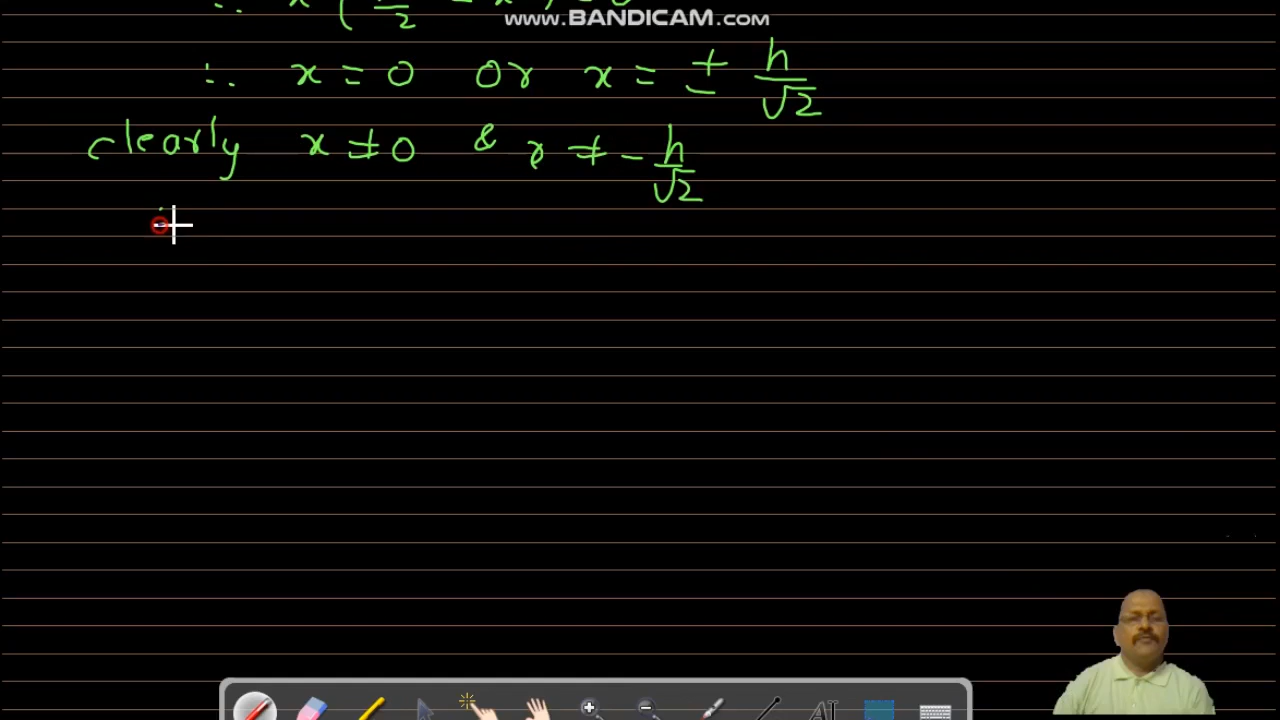 WWW.BANDICAM.COM
∴ x = 0 or x = ± h/√2
clearly x ≠ 0 & x ≠ - h/√2